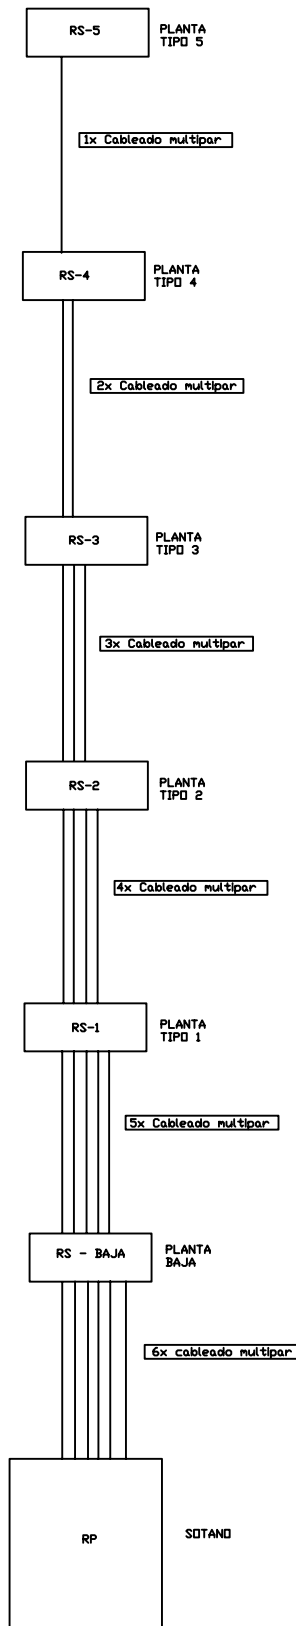 RS-5
PLANTA
TIPO 5
1x Cableado multipar
RS-4
PLANTA
TIPO 4
2x Cableado multipar
RS-3
PLANTA
TIPO 3
3x Cableado multipar
RS-2
PLANTA
TIPO 2
4x Cableado multipar
RS-1
PLANTA
TIPO 1
5x Cableado multipar
RS - BAJA
PLANTA
BAJA
6x cableado multipar
RP
SOTANO